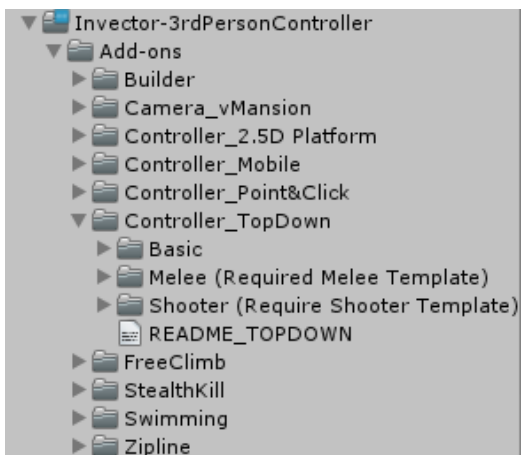 Invector-3rdPersonController
Add-ons
Builder
Camera_vMansion
Controller_2.5D Platform
Controller_Mobile
Controller_Point&Click
Controller_TopDown
Basic
Melee (Required Melee Template)
Shooter (Require Shooter Template)
README_TOPDOWN
FreeClimb
StealthKill
Swimming
Zipline